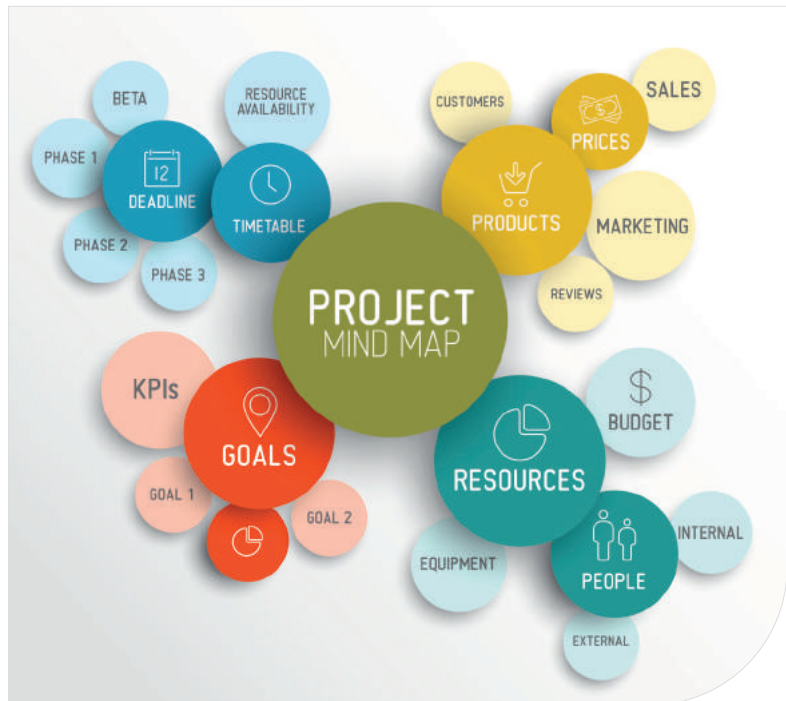 BETA
RESOURCE
AVAILABILITY
PHASE 1
12
DEADLINE
TIMETABLE
PHASE 2
PHASE 3
CUSTOMERS
$
PRICES
SALES
PRODUCTS
MARKETING
REVIEWS
PROJECT
MIND MAP
KPIs
GOALS
GOAL 1
GOAL 2
$
BUDGET
RESOURCES
EQUIPMENT
PEOPLE
INTERNAL
EXTERNAL